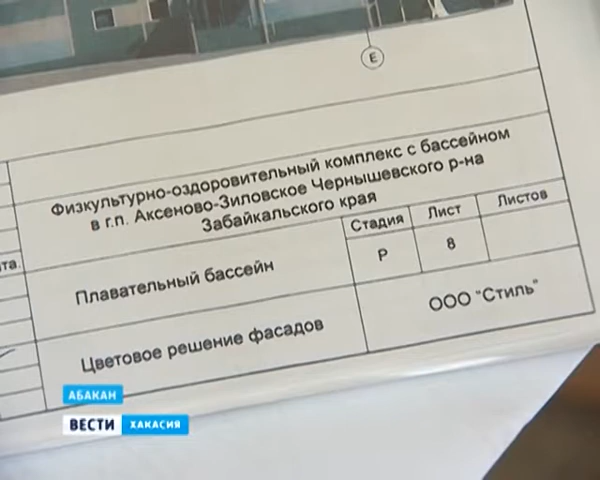 Е
Физкультурно-оздоровительный комплекс с бассейном
в г.п. Аксеново-Зиловское Чернышевского р-на
Забайкальского края
та
Плавательный бассейн
Стадия Лист Листов
Р 8
Цветовое решение фасадов
ООО "Стиль"
АБАКАН
ВЕСТИ ХАКАСИЯ